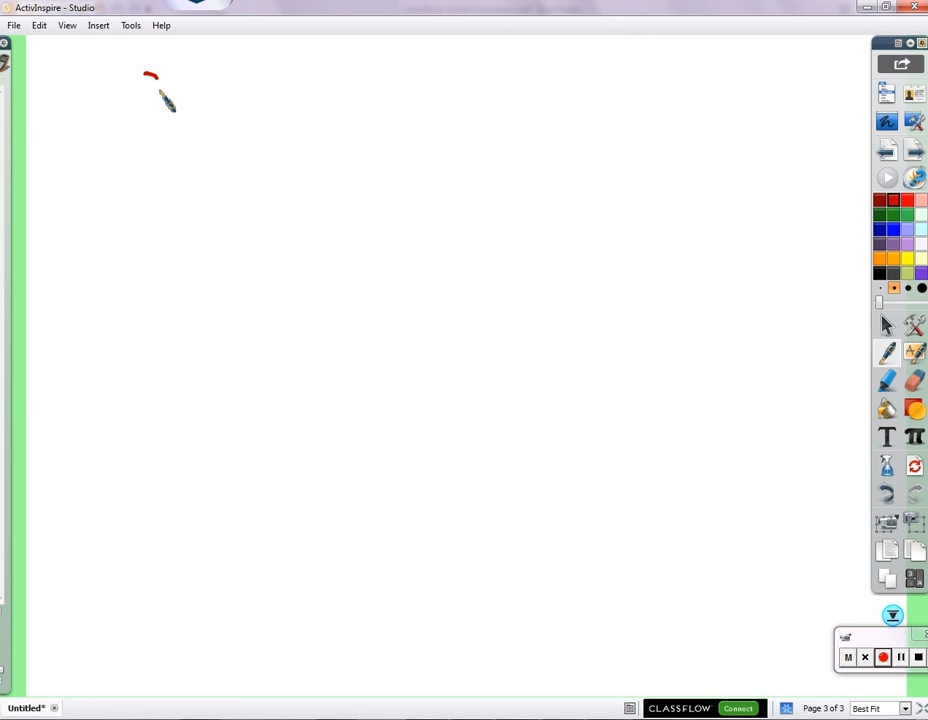 ActivInspire - Studio
File Edit View Insert Tools Help
T π
M
Untitled*
CLASSFLOW Connect
Page 3 of 3
Best Fit